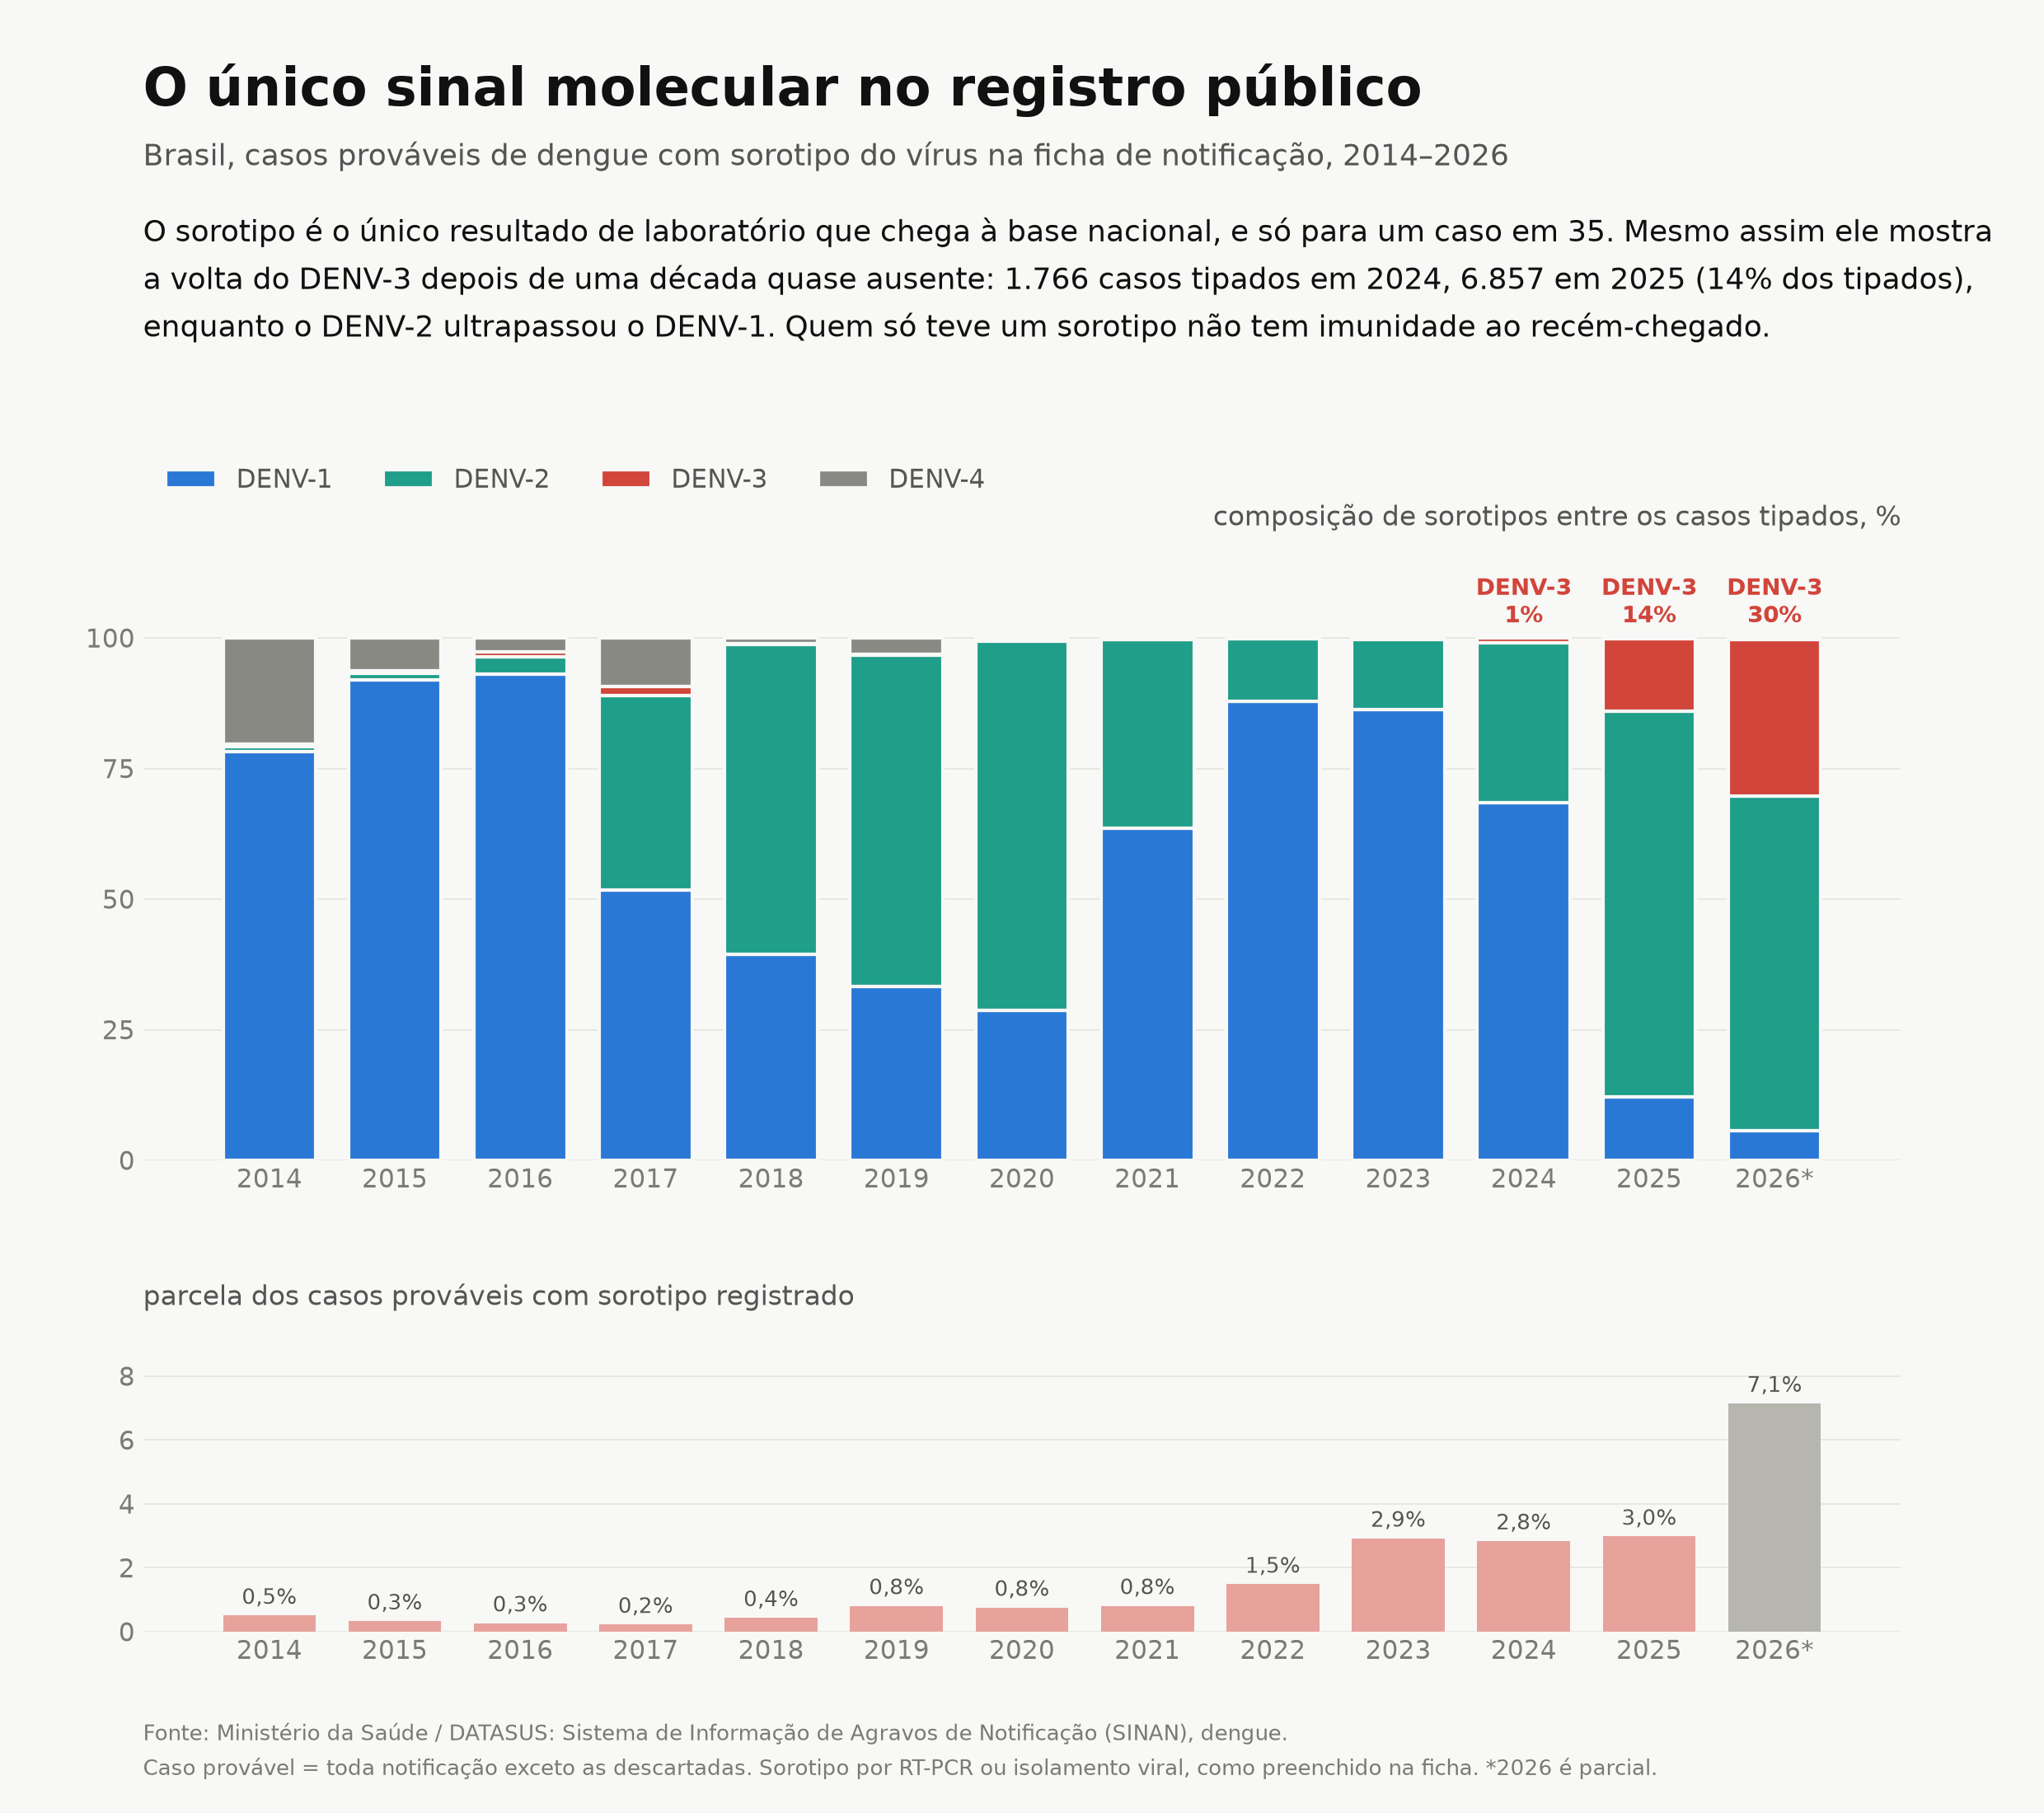 O único sinal molecular no registro público
Brasil, casos prováveis de dengue com sorotipo do vírus na ficha de notificação, 2014–2026
O sorotipo é o único resultado de laboratório que chega à base nacional, e só para um caso em 35. Mesmo assim ele mostra
a volta do DENV-3 depois de uma década quase ausente: 1.766 casos tipados em 2024, 6.857 em 2025 (14% dos tipados),
enquanto o DENV-2 ultrapassou o DENV-1. Quem só teve um sorotipo não tem imunidade ao recém-chegado.
DENV-1 DENV-2 DENV-3 DENV-4
composição de sorotipos entre os casos tipados, %
DENV-3 DENV-3 DENV-3
1% 14% 30%
100
75
50
25
0
2014 2015 2016 2017 2018 2019 2020 2021 2022 2023 2024 2025 2026*
parcela dos casos prováveis com sorotipo registrado
8
6
4
2
0
0,5% 0,3% 0,3% 0,2% 0,4% 0,8% 0,8% 0,8% 1,5% 2,9% 2,8% 3,0% 7,1%
2014 2015 2016 2017 2018 2019 2020 2021 2022 2023 2024 2025 2026*
Fonte: Ministério da Saúde / DATASUS: Sistema de Informação de Agravos de Notificação (SINAN), dengue.
Caso provável = toda notificação exceto as descartadas. Sorotipo por RT-PCR ou isolamento viral, como preenchido na ficha. *2026 é parcial.